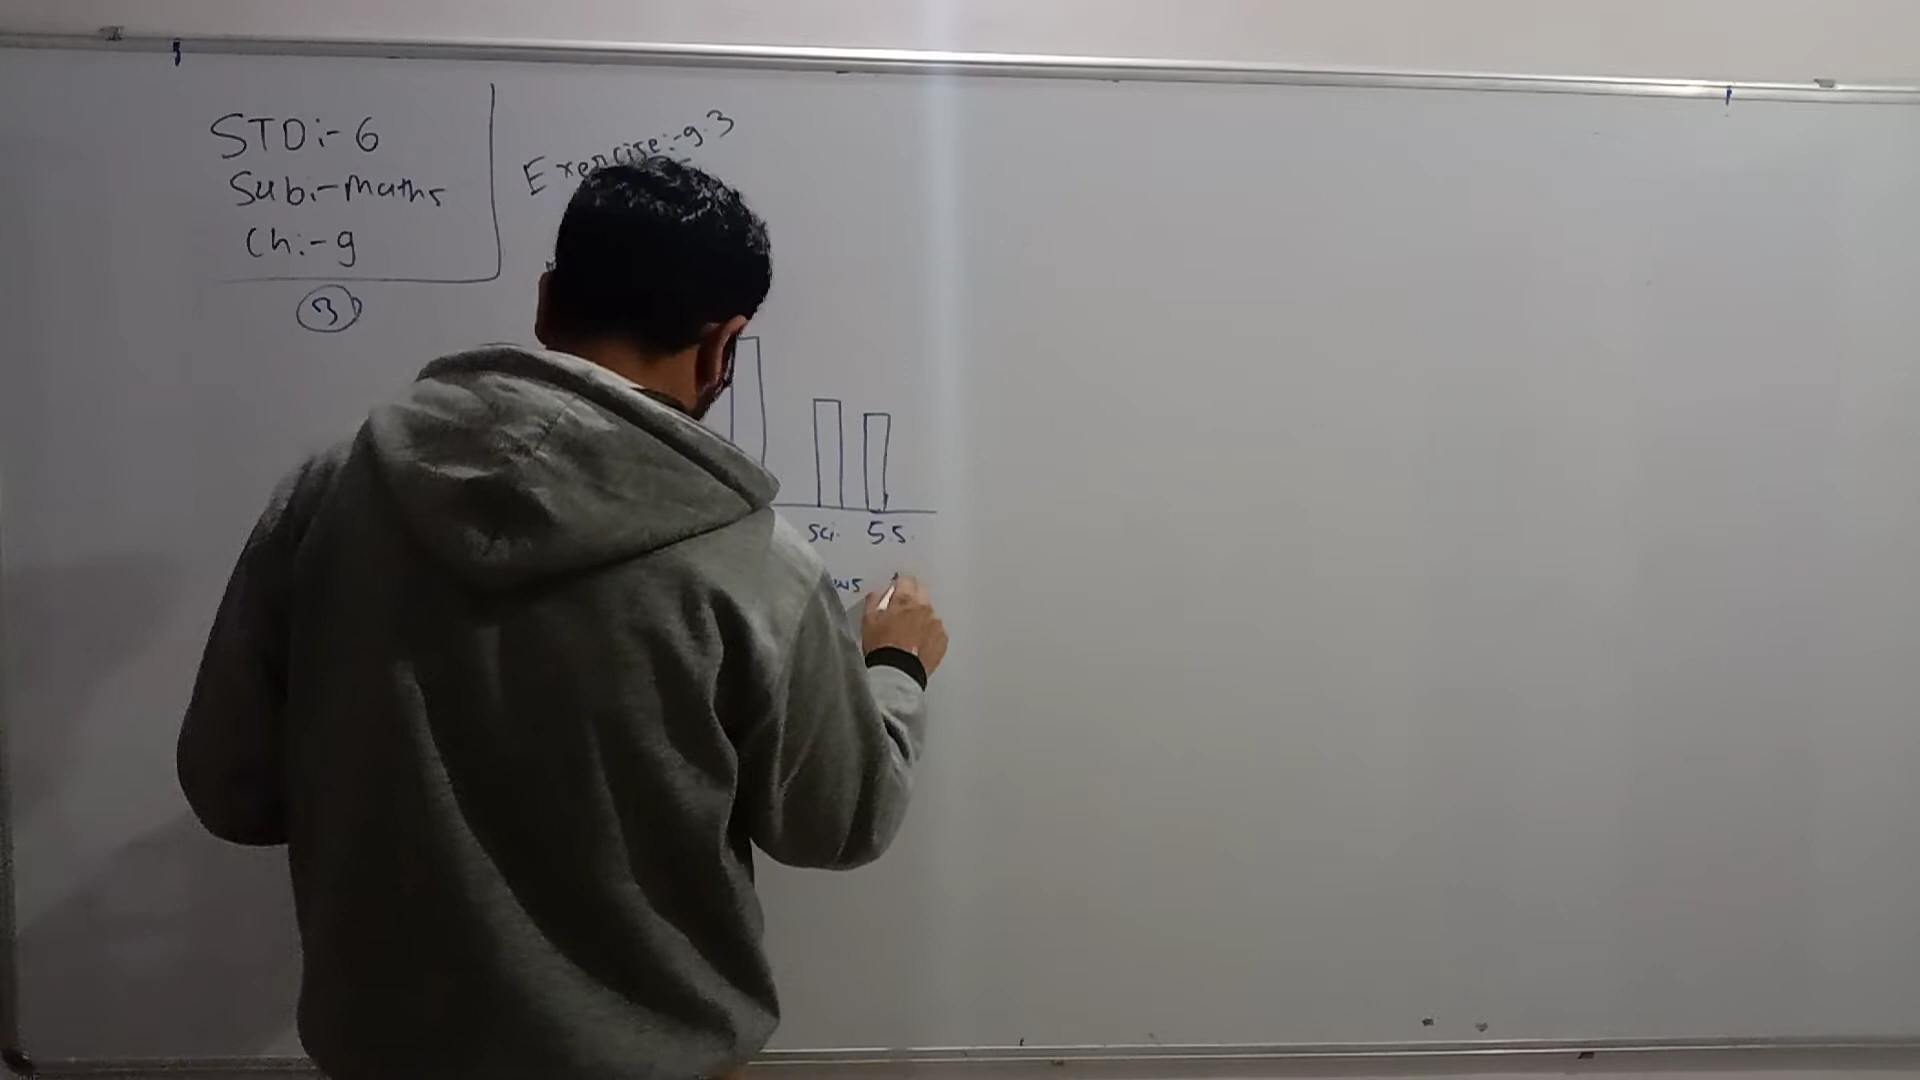 STD:- 6
Sub:- maths
Ch:- 9
3
Exercise:- 9.3
Sci. S.S.